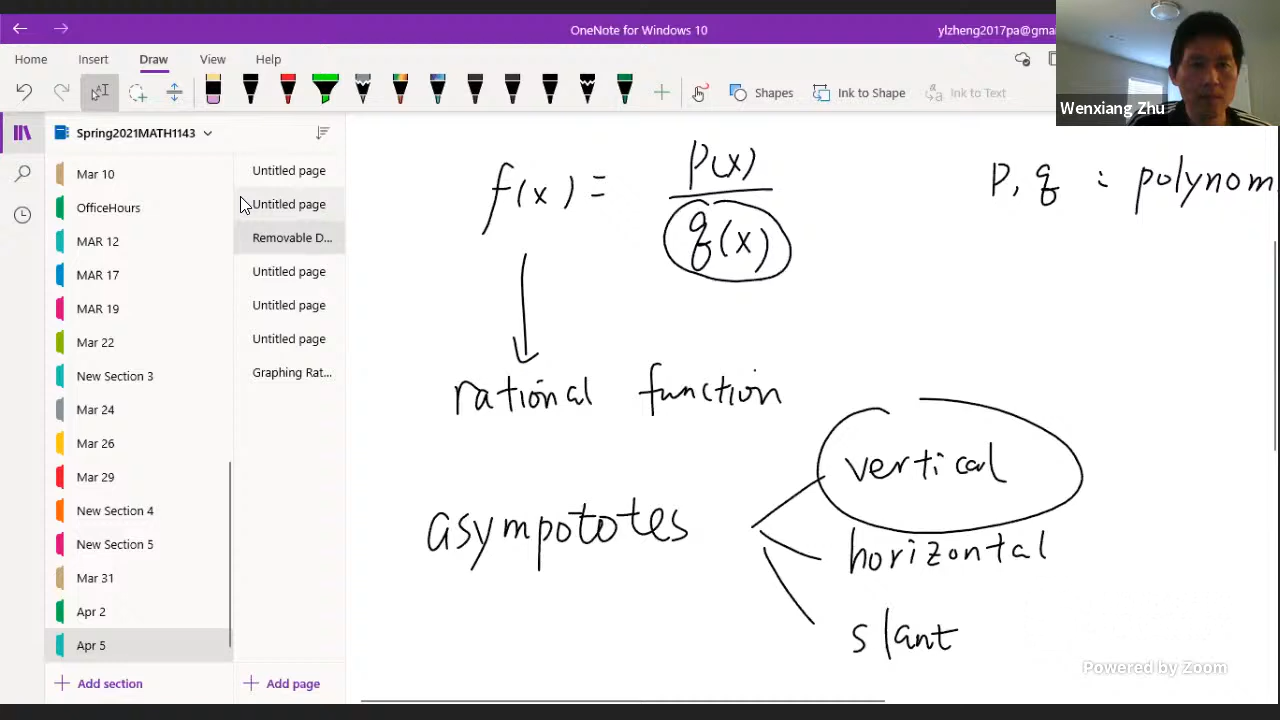 OneNote for Windows 10
ylzheng2017pa@gma
Home Insert Draw View Help
Shapes Ink to Shape Ink to Text
Wenxiang Zhu
Spring2021MATH1143
Mar 10
OfficeHours
MAR 12
MAR 17
MAR 19
Mar 22
New Section 3
Mar 24
Mar 26
Mar 29
New Section 4
New Section 5
Mar 31
Apr 2
Apr 5
Add section
Untitled page
Untitled page
Removable D...
Untitled page
Untitled page
Untitled page
Graphing Rat...
Add page
f(x) = p(x) / q(x)
P, q : polynom
rational function
asympototes
vertical
horizontal
slant
Powered by Zoom